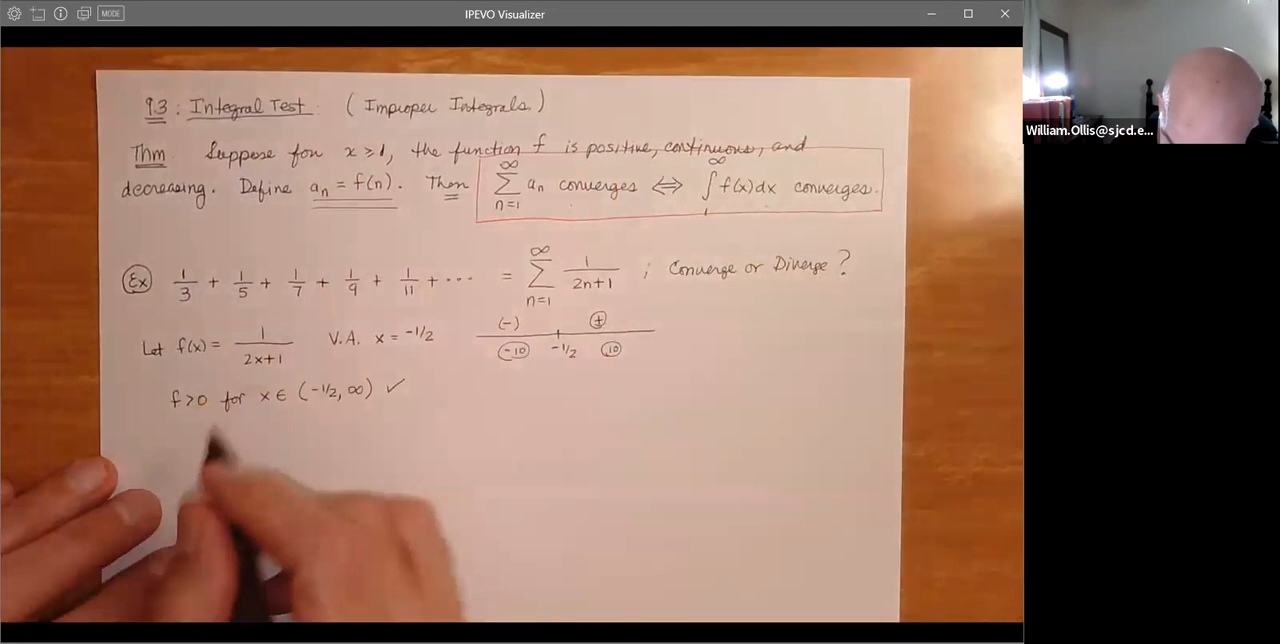 MODE
IPEVO Visualizer
William.Ollis@sjcd.e...
9.3 : Integral Test : ( Improper Integrals )
Thm Suppose for x ≥ 1, the function f is positive, continuous, and
decreasing. Define aₙ = f(n). Then ∑_{n=1}^{∞} aₙ converges ⟺ ∫_{1}^{∞} f(x)dx converges.
Ex 1/3 + 1/5 + 1/7 + 1/9 + 1/11 + ··· = ∑_{n=1}^{∞} 1/(2n+1) ; Converge or Diverge ?
Let f(x) = 1/(2x+1) V.A. x = -1/2 (-) +
-10 -1/2 10
f>0 for x ∈ (-1/2, ∞) ✓